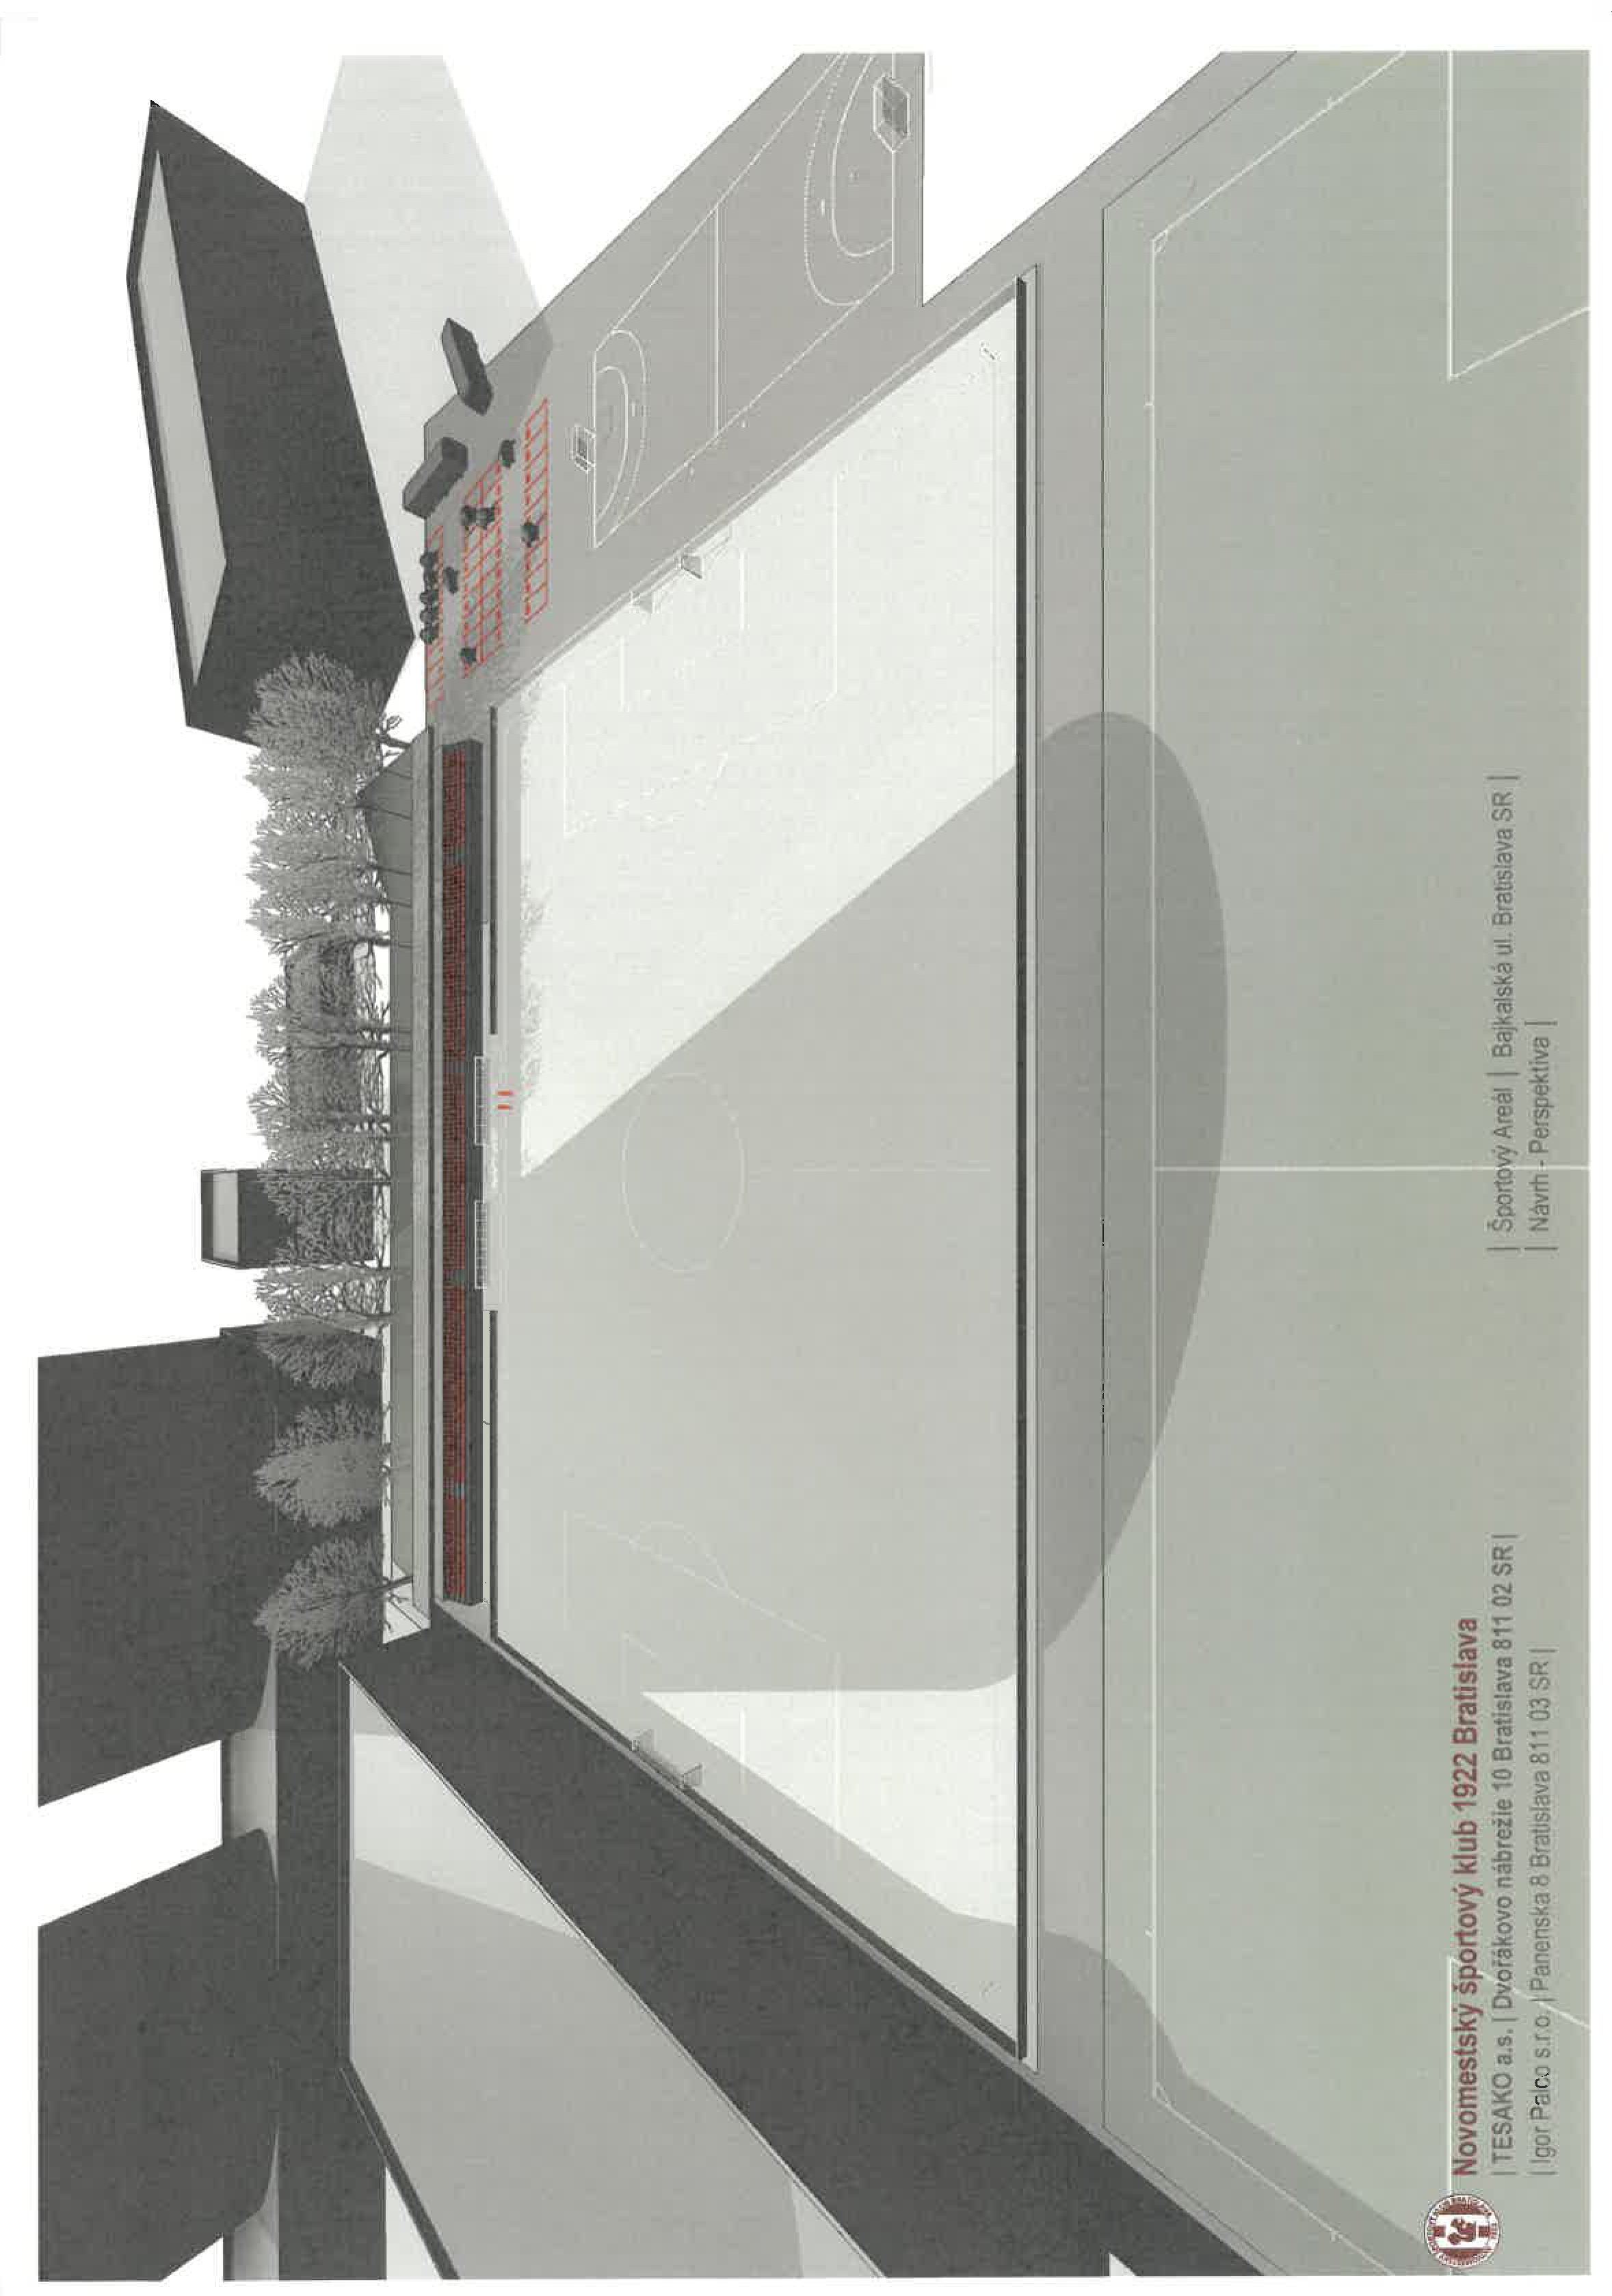 Novomestský športový klub 1922 Bratislava
| TESAKO a.s. | Dvořákovo nábrežie 10 Bratislava 811 02 SR |
| Igor Palco s.r.o. | Panenska 8 Bratislava 811 03 SR |
| Športový Areál | Bajkalská ul. Bratislava SR |
| Návrh - Perspektíva |